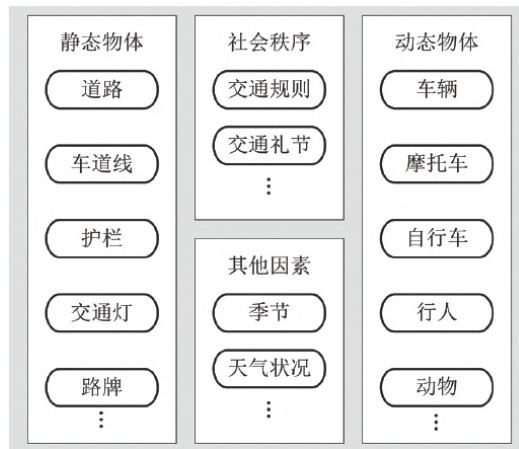 静态物体
道路
车道线
护栏
交通灯
路牌
⋮
社会秩序
交通规则
交通礼节
⋮
其他因素
季节
天气状况
⋮
动态物体
车辆
摩托车
自行车
行人
动物
⋮